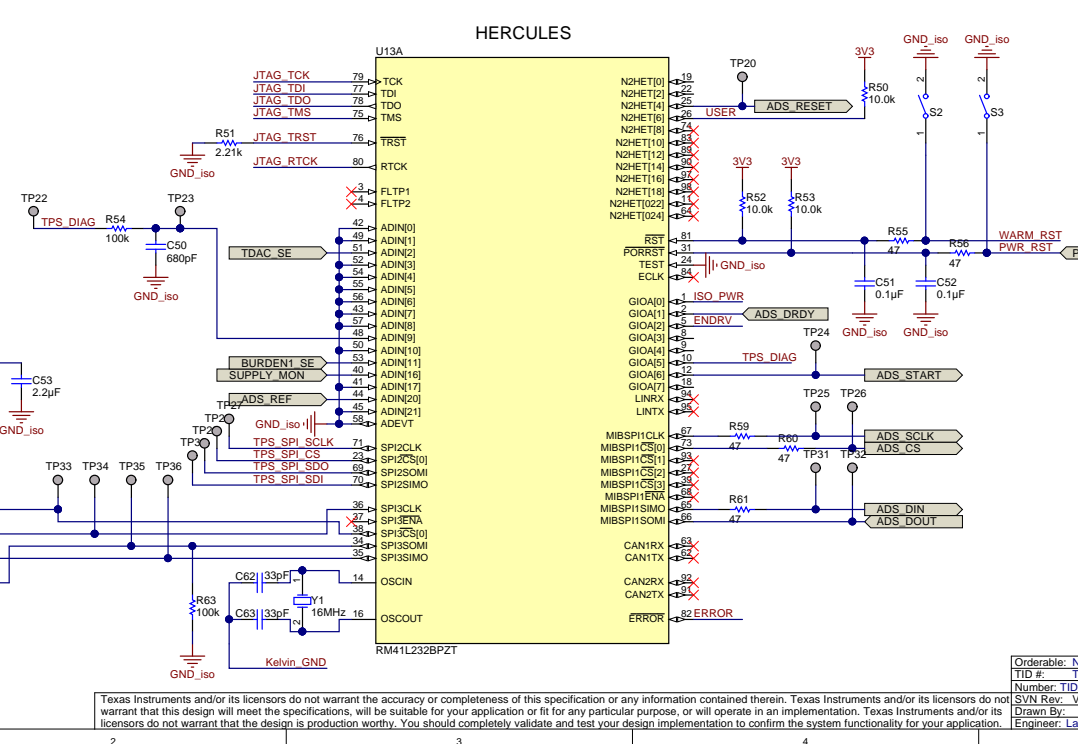 HERCULES
U13A
JTAG_TCK 79 TCK
JTAG_TDI 77 TDI
JTAG_TDO 78 TDO
JTAG_TMS 75 TMS
R51 2.21k JTAG_TRST 76 TRST
GND_iso
JTAG_RTCK 80 RTCK
3 FLTP1
4 FLTP2
TP22
TP23
TPS_DIAG R54 100k
C50 680pF
GND_iso
42 ADIN[0]
49 ADIN[1]
TDAC_SE 51 ADIN[2]
52 ADIN[3]
54 ADIN[4]
55 ADIN[5]
56 ADIN[6]
43 ADIN[7]
57 ADIN[8]
48 ADIN[9]
50 ADIN[10]
BURDEN1_SE 53 ADIN[11]
SUPPLY_MON 40 ADIN[16]
41 ADIN[17]
ADS_REF 44 ADIN[20]
45 ADIN[21]
GND_iso 58 ADEVT
C53 2.2µF
GND_iso
TP27
TPS_SPI_SCLK 71 SPI2CLK
TPS_SPI_CS 23 SPI2CS[0]
TPS_SPI_SDO 69 SPI2SOMI
TPS_SPI_SDI 70 SPI2SIMO
TP33 TP34 TP35 TP36
36 SPI3CLK
37 SPI3ENA
38 SPI3CS[0]
34 SPI3SOMI
35 SPI3SIMO
R63 100k
GND_iso
C62 33pF 14 OSCIN
1 Y1 16MHz 2
C63 33pF 16 OSCOUT
Kelvin_GND
N2HET[0] 19
N2HET[2] 22
N2HET[4] 25
N2HET[6] 26 USER
N2HET[8] 74
N2HET[10] 83
N2HET[12] 89
N2HET[14] 90
N2HET[16] 97
N2HET[18] 98
N2HET[022] 11
N2HET[024] 64
TP20
ADS_RESET
3V3
R50 10.0k
GND_iso GND_iso
2 S2 1
2 S3 1
3V3 3V3
R52 10.0k
R53 10.0k
RST 81 R55 47 WARM_RST
PORRST 31 R56 47 PWR_RST
TEST 24 GND_iso
ECLK 84
C51 0.1µF
C52 0.1µF
GND_iso GND_iso
GIOA[0] 1 ISO_PWR
GIOA[1] 2 ADS_DRDY
GIOA[2] 5 ENDRV
GIOA[3] 8
GIOA[4] 9
GIOA[5] 10 TPS_DIAG
GIOA[6] 12 ADS_START
GIOA[7] 18
TP24
LINRX 94
LINTX 95
TP25 TP26
MIBSPI1CLK 67 R59 47 ADS_SCLK
MIBSPI1CS[0] 73 R60 47 ADS_CS
MIBSPI1CS[1] 93
MIBSPI1CS[2] 27
MIBSPI1CS[3] 39
MIBSPI1ENA 68
TP31 TP32
MIBSPI1SIMO 65 R61 47 ADS_DIN
MIBSPI1SOMI 66 ADS_DOUT
CAN1RX 63
CAN1TX 62
CAN2RX 92
CAN2TX 91
ERROR 82 ERROR
RM41L232BPZT
Texas Instruments and/or its licensors do not warrant the accuracy or completeness of this specification or any information contained therein. Texas Instruments and/or its licensors do not
warrant that this design will meet the specifications, will be suitable for your application or fit for any particular purpose, or will operate in an implementation. Texas Instruments and/or its
licensors do not warrant that the design is production worthy. You should completely validate and test your design implementation to confirm the system functionality for your application.
Orderable: N
TID #: T
Number: TID
SVN Rev: V
Drawn By:
Engineer: La
2 3 4